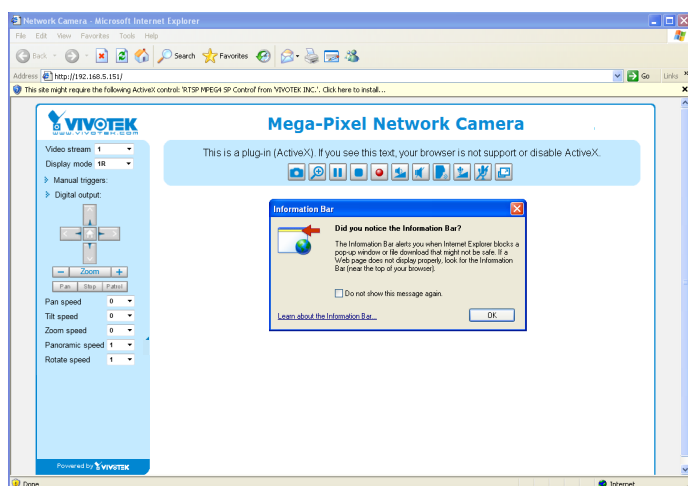 Network Camera - Microsoft Internet Explorer
File Edit View Favorites Tools Help
Back Search Favorites
Address http://192.168.5.151/ Go Links
This site might require the following ActiveX control: 'RTSP MPEG4 SP Control' from 'VIVOTEK INC.'. Click here to install...
VIVOTEK
www.vivotek.com
Mega-Pixel Network Camera
Video stream 1
Display mode 1R
Manual triggers:
Digital output:
This is a plug-in (ActiveX). If you see this text, your browser is not support or disable ActiveX.
Zoom
Pan Stop Patrol
Pan speed 0
Tilt speed 0
Zoom speed 0
Panoramic speed 1
Rotate speed 1
Information Bar
Did you notice the Information Bar?
The Information Bar alerts you when Internet Explorer blocks a
pop-up window or file download that might not be safe. If a
Web page does not display properly, look for the Information
Bar (near the top of your browser).
Do not show this message again.
Learn about the Information Bar...
OK
Powered by VIVOTEK
Done Internet